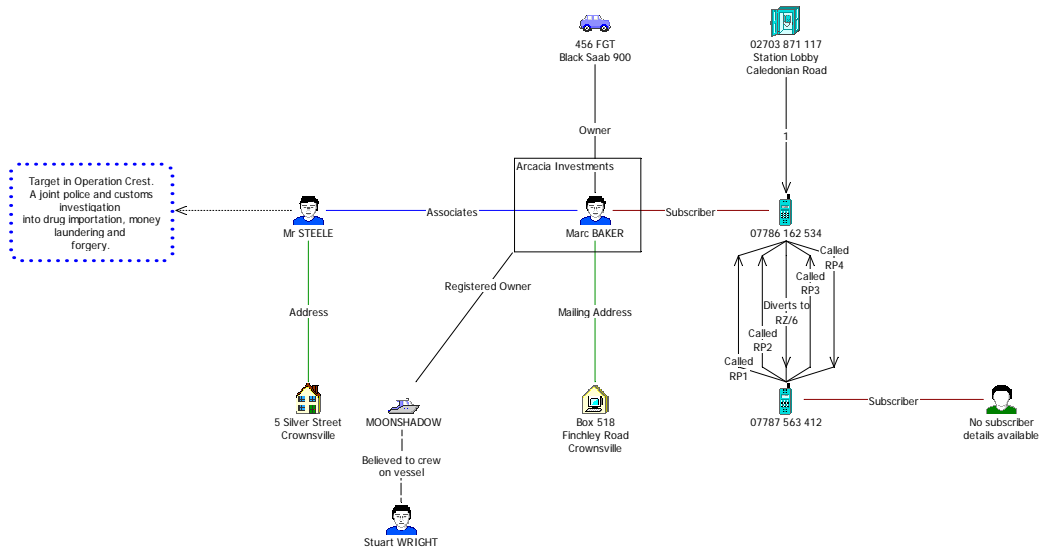 456 FGT
Black Saab 900
02703 871 117
Station Lobby
Caledonian Road
Owner
1
Arcacia Investments
Target in Operation Crest.
A joint police and customs
investigation
into drug importation, money
laundering and
forgery.
Associates
Subscriber
Mr STEELE
Marc BAKER
07786 162 534
Called
RP4
Called
RP3
Registered Owner
Address
Mailing Address
Diverts to
RZ/6
Called
RP2
Called
RP1
Subscriber
5 Silver Street
Crownsville
MOONSHADOW
Box 518
Finchley Road
Crownsville
07787 563 412
No subscriber
details available
Believed to crew
on vessel
Stuart WRIGHT